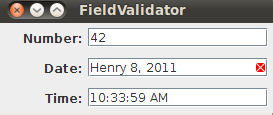 FieldValidator
Number: 42
Date: Henry 8, 2011
Time: 10:33:59 AM